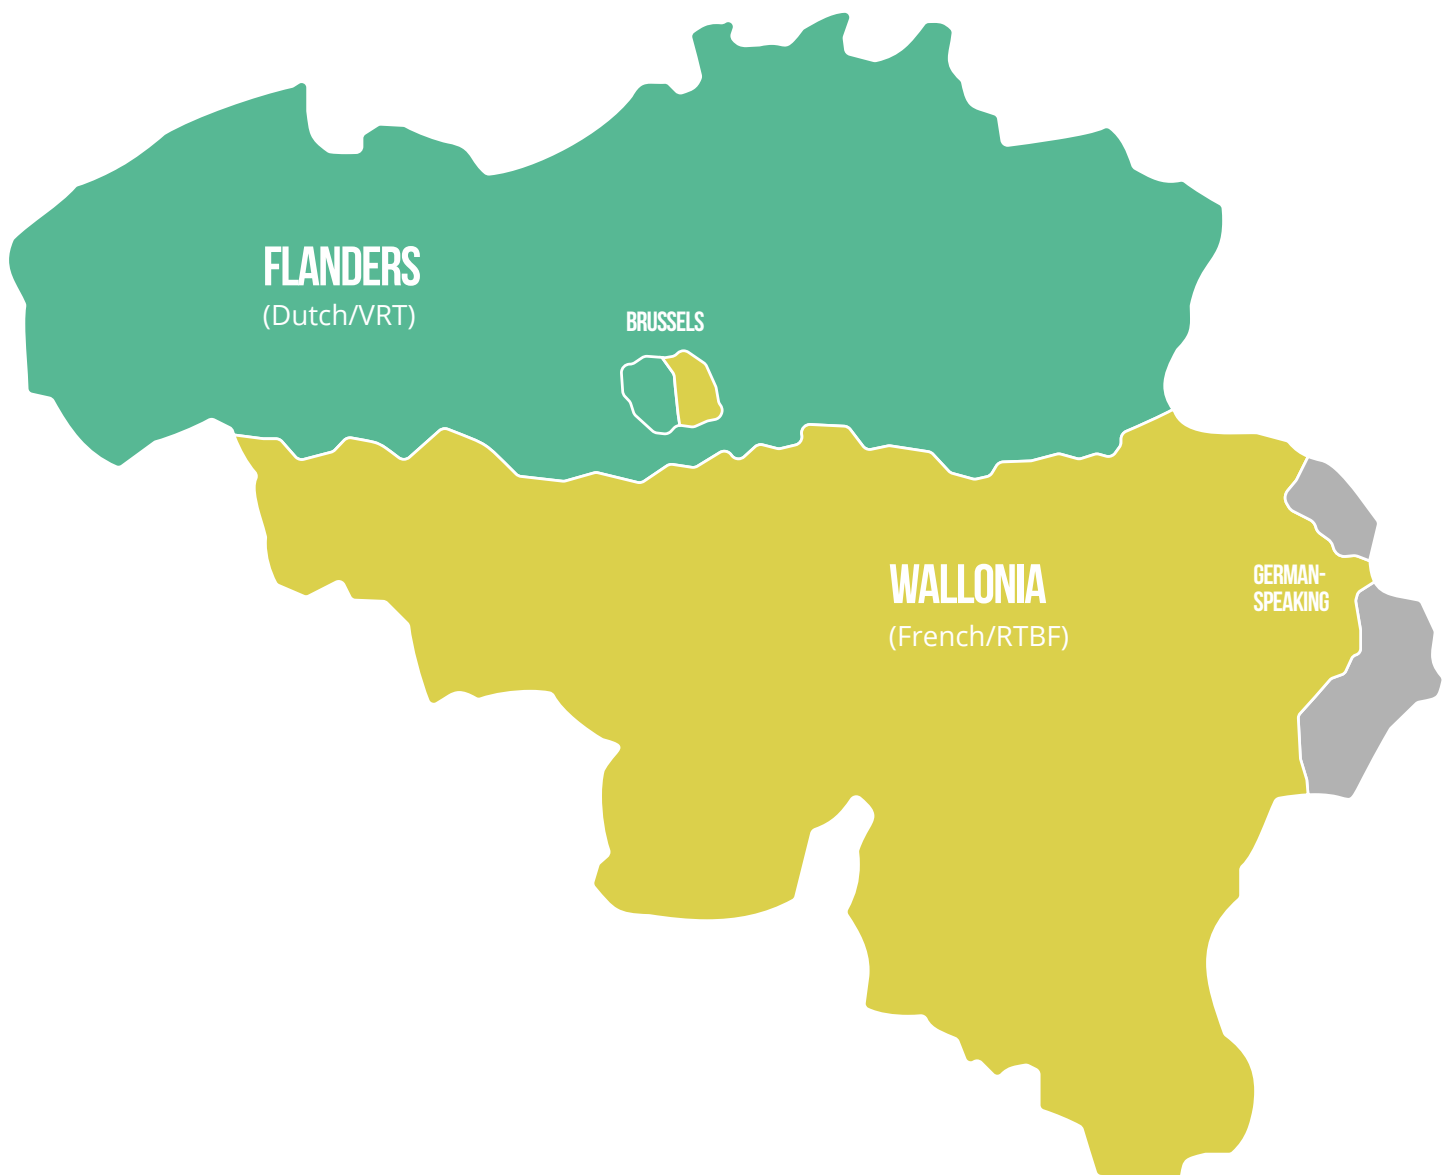 FLANDERS
(Dutch/VRT)
BRUSSELS
WALLONIA
(French/RTBF)
GERMAN-
SPEAKING